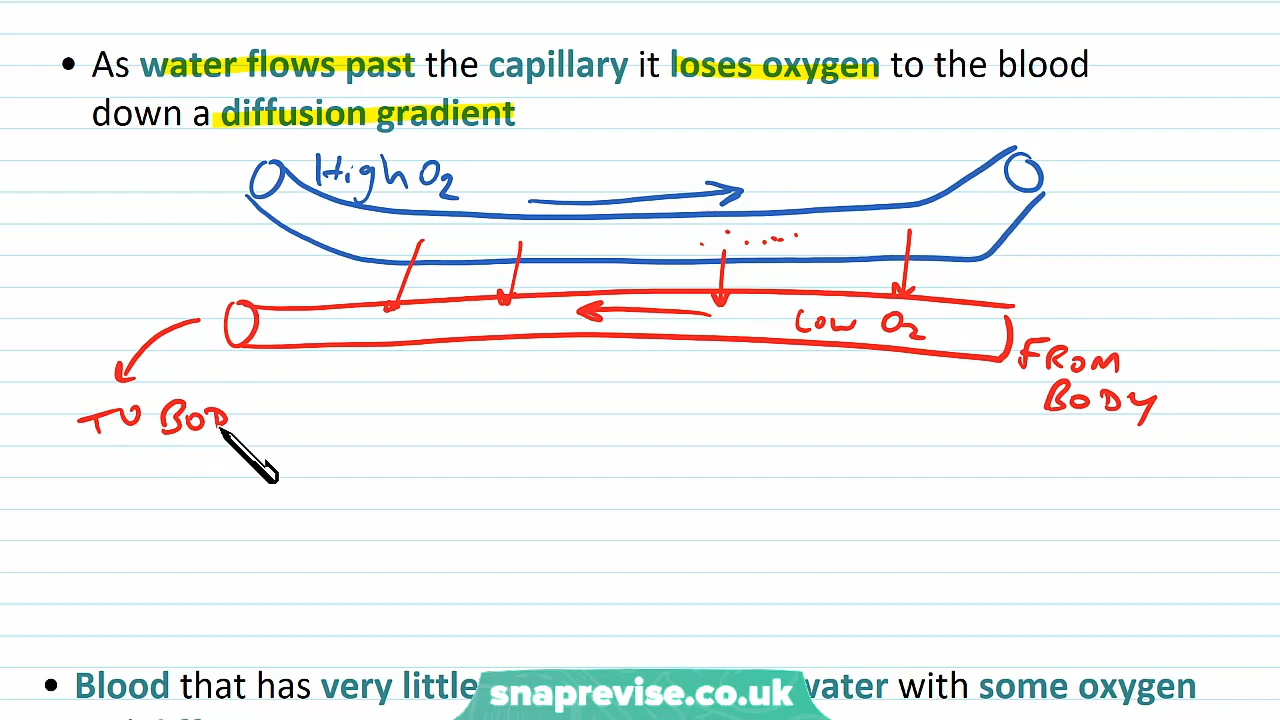 • As water flows past the capillary it loses oxygen to the blood
down a diffusion gradient
High O2
Low O2
FROM
BODY
TO BOD
• Blood that has very little
water with some oxygen
snaprevise.co.uk